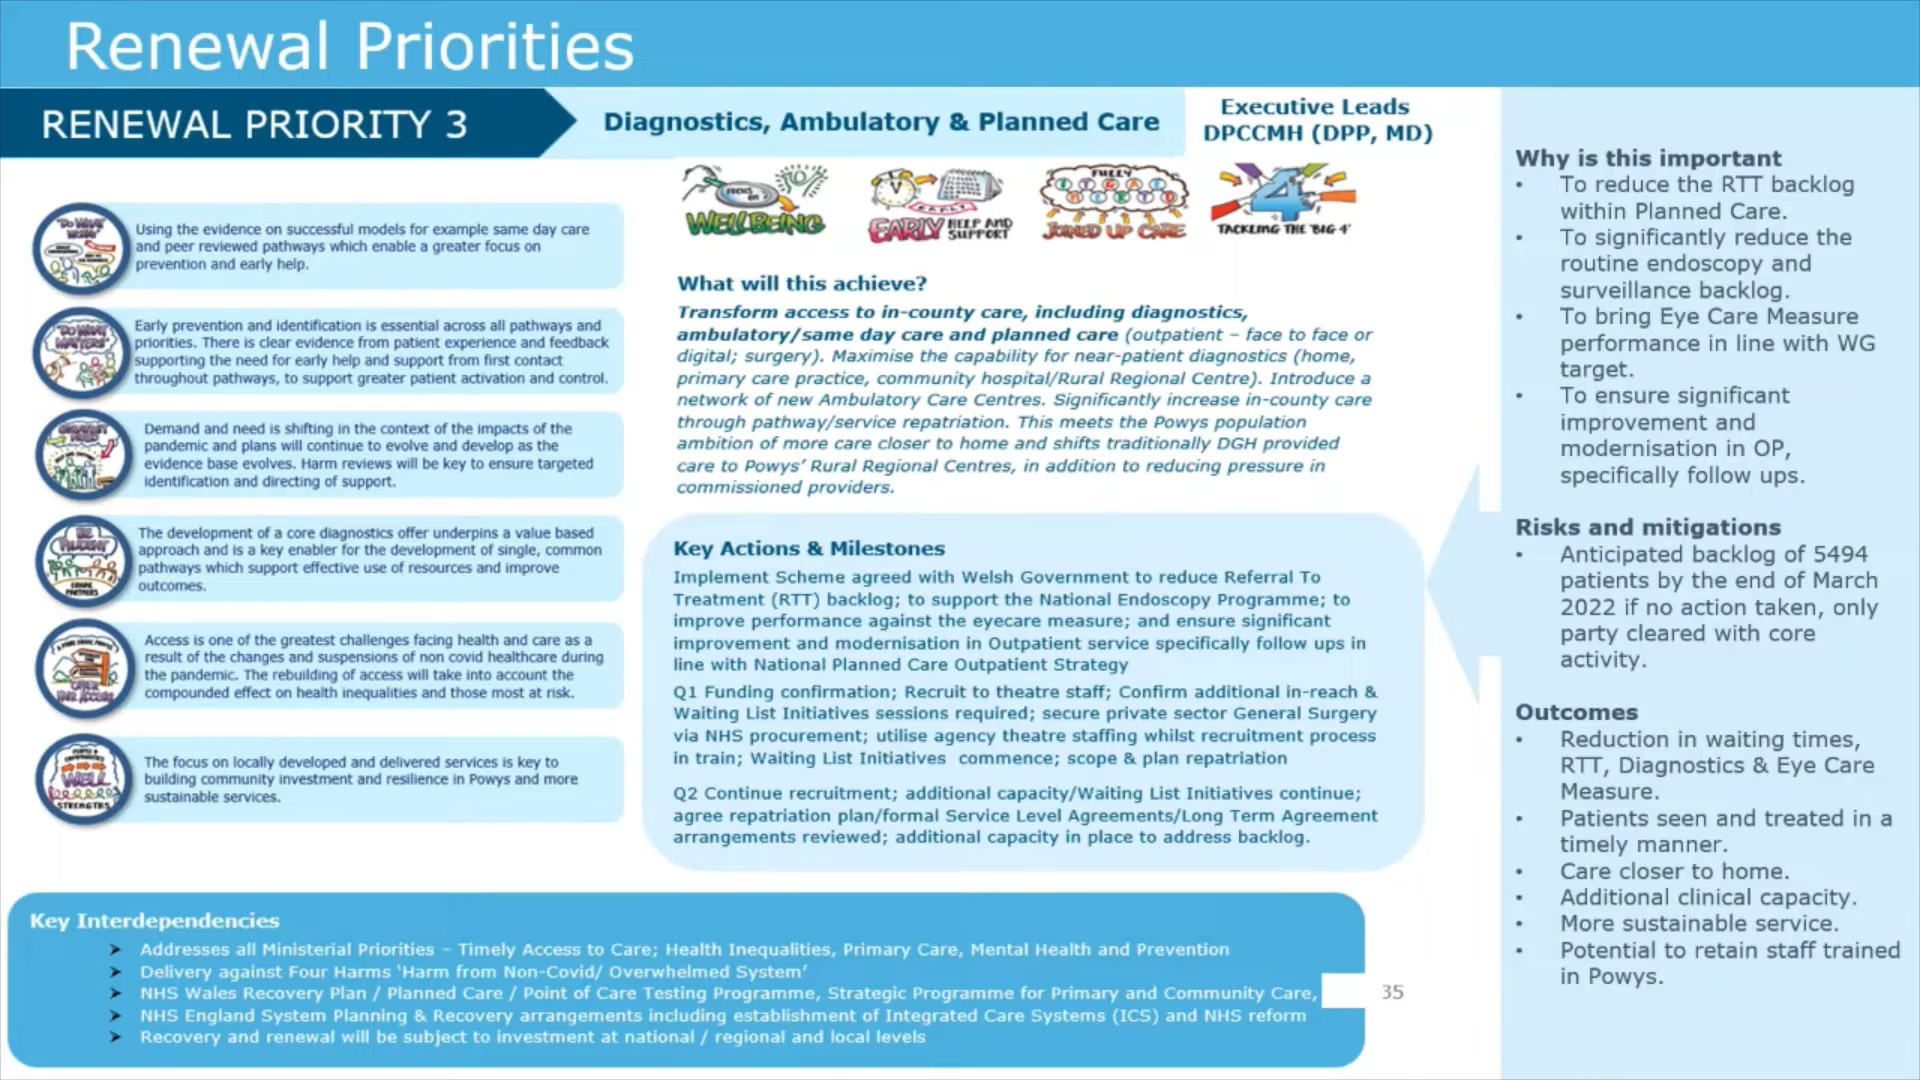 Renewal Priorities
RENEWAL PRIORITY 3
Diagnostics, Ambulatory & Planned Care
Executive Leads
DPCCMH (DPP, MD)
DO WHAT
Using the evidence on successful models for example same day care
and peer reviewed pathways which enable a greater focus on
prevention and early help.
DO WHAT
MATTERS
Early prevention and identification is essential across all pathways and
priorities. There is clear evidence from patient experience and feedback
supporting the need for early help and support from first contact
throughout pathways, to support greater patient activation and control.
Demand and need is shifting in the context of the impacts of the
pandemic and plans will continue to evolve and develop as the
evidence base evolves. Harm reviews will be key to ensure targeted
identification and directing of support.
BE
PRUDENT
EQUAL
PARTNERS
The development of a core diagnostics offer underpins a value based
approach and is a key enabler for the development of single, common
pathways which support effective use of resources and improve
outcomes.
OFFER
FAIR ACCESS
Access is one of the greatest challenges facing health and care as a
result of the changes and suspensions of non covid healthcare during
the pandemic. The rebuilding of access will take into account the
compounded effect on health inequalities and those most at risk.
WELL
STRENGTHS
The focus on locally developed and delivered services is key to
building community investment and resilience in Powys and more
sustainable services.
FOCUS
ON
WELLBEING
EARLY HELP AND
SUPPORT
FULLY
JOINED UP CARE
4
TACKLING THE 'BIG 4'
What will this achieve?
Transform access to in-county care, including diagnostics,
ambulatory/same day care and planned care (outpatient – face to face or
digital; surgery). Maximise the capability for near-patient diagnostics (home,
primary care practice, community hospital/Rural Regional Centre). Introduce a
network of new Ambulatory Care Centres. Significantly increase in-county care
through pathway/service repatriation. This meets the Powys population
ambition of more care closer to home and shifts traditionally DGH provided
care to Powys' Rural Regional Centres, in addition to reducing pressure in
commissioned providers.
Key Actions & Milestones
Implement Scheme agreed with Welsh Government to reduce Referral To
Treatment (RTT) backlog; to support the National Endoscopy Programme; to
improve performance against the eyecare measure; and ensure significant
improvement and modernisation in Outpatient service specifically follow ups in
line with National Planned Care Outpatient Strategy
Q1 Funding confirmation; Recruit to theatre staff; Confirm additional in-reach &
Waiting List Initiatives sessions required; secure private sector General Surgery
via NHS procurement; utilise agency theatre staffing whilst recruitment process
in train; Waiting List Initiatives commence; scope & plan repatriation
Q2 Continue recruitment; additional capacity/Waiting List Initiatives continue;
agree repatriation plan/formal Service Level Agreements/Long Term Agreement
arrangements reviewed; additional capacity in place to address backlog.
Key Interdependencies
➤ Addresses all Ministerial Priorities – Timely Access to Care; Health Inequalities, Primary Care, Mental Health and Prevention
➤ Delivery against Four Harms 'Harm from Non-Covid/ Overwhelmed System'
➤ NHS Wales Recovery Plan / Planned Care / Point of Care Testing Programme, Strategic Programme for Primary and Community Care,
➤ NHS England System Planning & Recovery arrangements including establishment of Integrated Care Systems (ICS) and NHS reform
➤ Recovery and renewal will be subject to investment at national / regional and local levels
35
Why is this important
• To reduce the RTT backlog
within Planned Care.
• To significantly reduce the
routine endoscopy and
surveillance backlog.
• To bring Eye Care Measure
performance in line with WG
target.
• To ensure significant
improvement and
modernisation in OP,
specifically follow ups.
Risks and mitigations
• Anticipated backlog of 5494
patients by the end of March
2022 if no action taken, only
party cleared with core
activity.
Outcomes
• Reduction in waiting times,
RTT, Diagnostics & Eye Care
Measure.
• Patients seen and treated in a
timely manner.
• Care closer to home.
• Additional clinical capacity.
• More sustainable service.
• Potential to retain staff trained
in Powys.